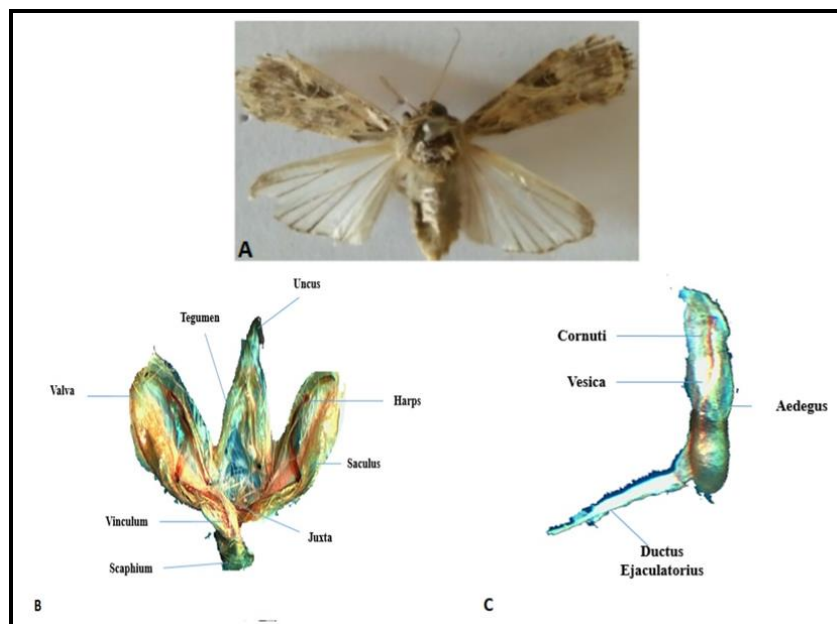 A
Uncus
Tegumen
Valva
Harps
Saculus
Vinculum
Juxta
Scaphium
B
Cornuti
Vesica
Aedegus
Ductus
Ejaculatorius
C